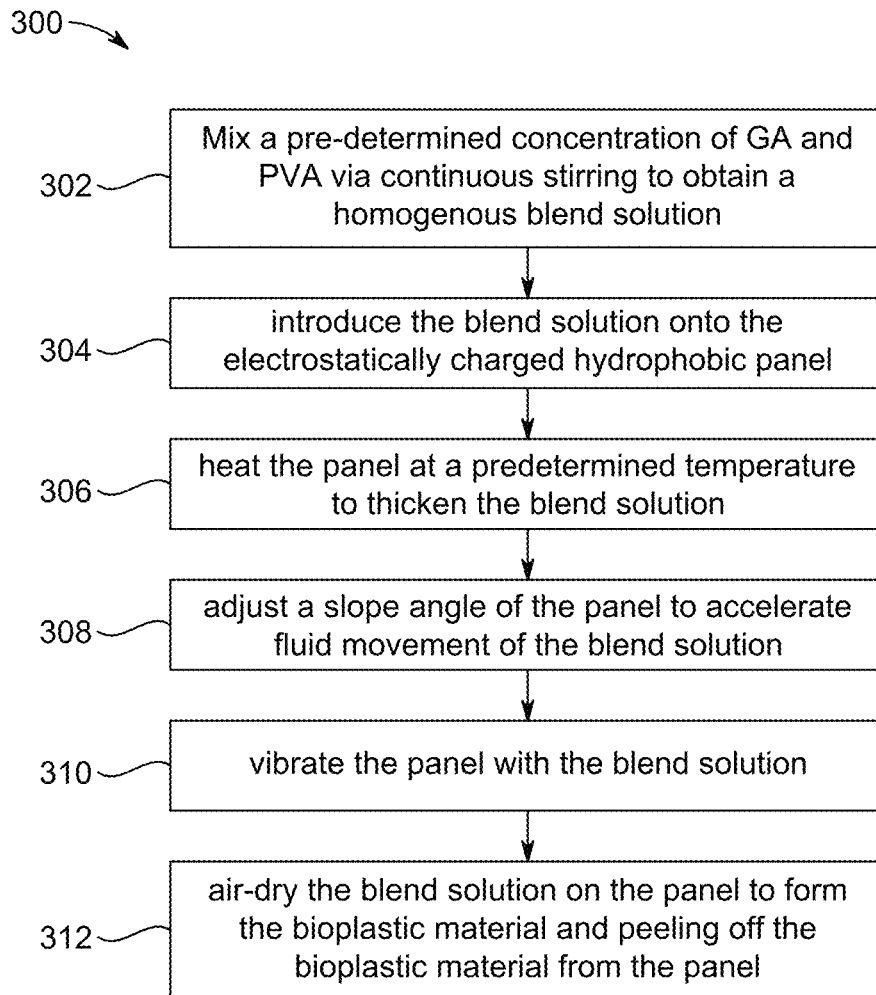 300
302
Mix a pre-determined concentration of GA and
PVA via continuous stirring to obtain a
homogenous blend solution
304
introduce the blend solution onto the
electrostatically charged hydrophobic panel
306
heat the panel at a predetermined temperature
to thicken the blend solution
308
adjust a slope angle of the panel to accelerate
fluid movement of the blend solution
310
vibrate the panel with the blend solution
312
air-dry the blend solution on the panel to form
the bioplastic material and peeling off the
bioplastic material from the panel